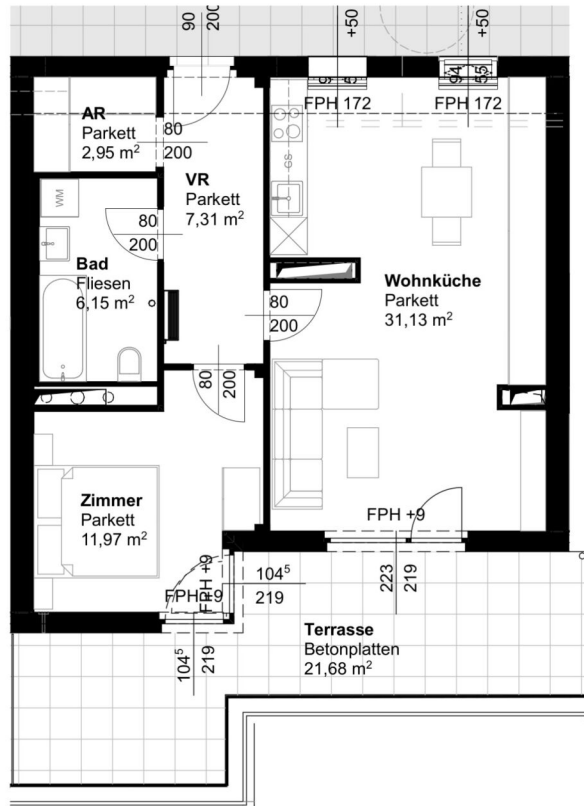 90
200
+50
+50
94
55
FPH 172
FPH 172
AR
Parkett
2,95 m²
80
200
GS
VR
Parkett
7,31 m²
WM
80
200
Bad
Fliesen
6,15 m²
Wohnküche
Parkett
31,13 m²
80
200
80
200
Zimmer
Parkett
11,97 m²
FPH +9
FPH +9
FPH +9
104⁵
219
223
219
104⁵
219
Terrasse
Betonplatten
21,68 m²